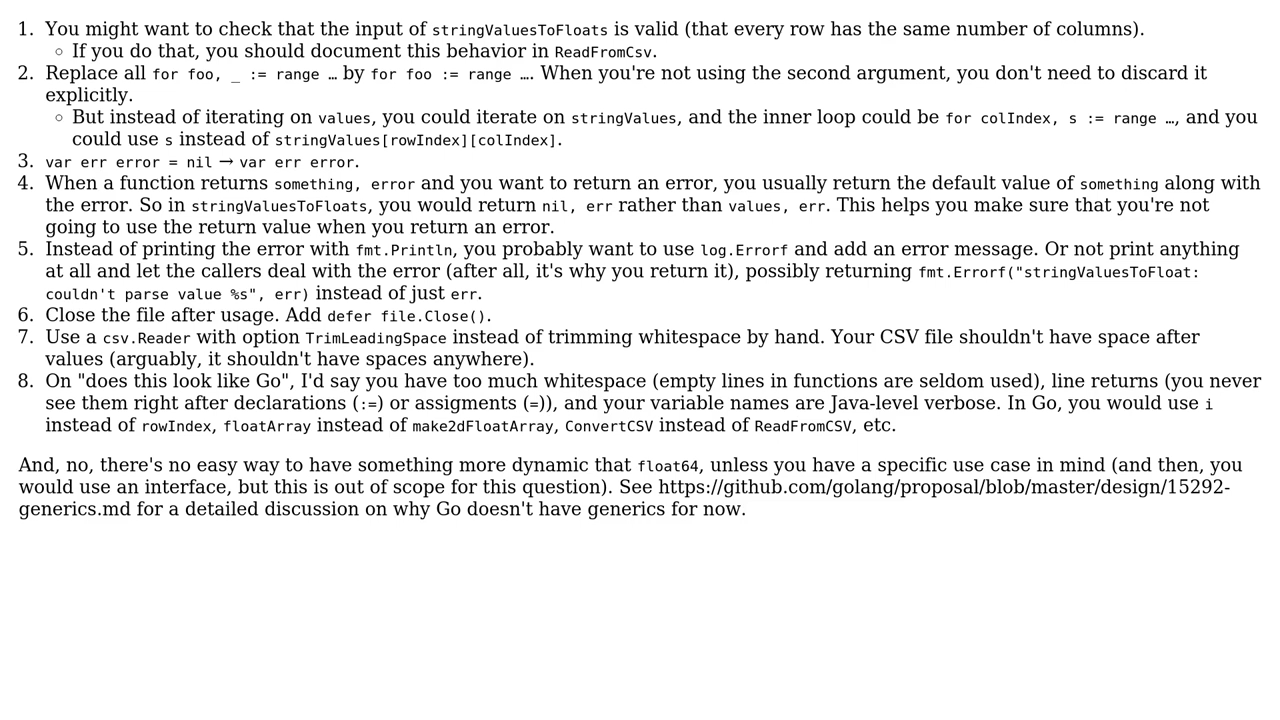 1. You might want to check that the input of stringValuesToFloats is valid (that every row has the same number of columns).
◦ If you do that, you should document this behavior in ReadFromCsv.
2. Replace all for foo, _ := range … by for foo := range …. When you're not using the second argument, you don't need to discard it
explicitly.
◦ But instead of iterating on values, you could iterate on stringValues, and the inner loop could be for colIndex, s := range …, and you
could use s instead of stringValues[rowIndex][colIndex].
3. var err error = nil → var err error.
4. When a function returns something, error and you want to return an error, you usually return the default value of something along with
the error. So in stringValuesToFloats, you would return nil, err rather than values, err. This helps you make sure that you're not
going to use the return value when you return an error.
5. Instead of printing the error with fmt.Println, you probably want to use log.Errorf and add an error message. Or not print anything
at all and let the callers deal with the error (after all, it's why you return it), possibly returning fmt.Errorf("stringValuesToFloat:
couldn't parse value %s", err) instead of just err.
6. Close the file after usage. Add defer file.Close().
7. Use a csv.Reader with option TrimLeadingSpace instead of trimming whitespace by hand. Your CSV file shouldn't have space after
values (arguably, it shouldn't have spaces anywhere).
8. On "does this look like Go", I'd say you have too much whitespace (empty lines in functions are seldom used), line returns (you never
see them right after declarations (:=) or assigments (=)), and your variable names are Java-level verbose. In Go, you would use i
instead of rowIndex, floatArray instead of make2dFloatArray, ConvertCSV instead of ReadFromCSV, etc.
And, no, there's no easy way to have something more dynamic that float64, unless you have a specific use case in mind (and then, you
would use an interface, but this is out of scope for this question). See https://github.com/golang/proposal/blob/master/design/15292-
generics.md for a detailed discussion on why Go doesn't have generics for now.